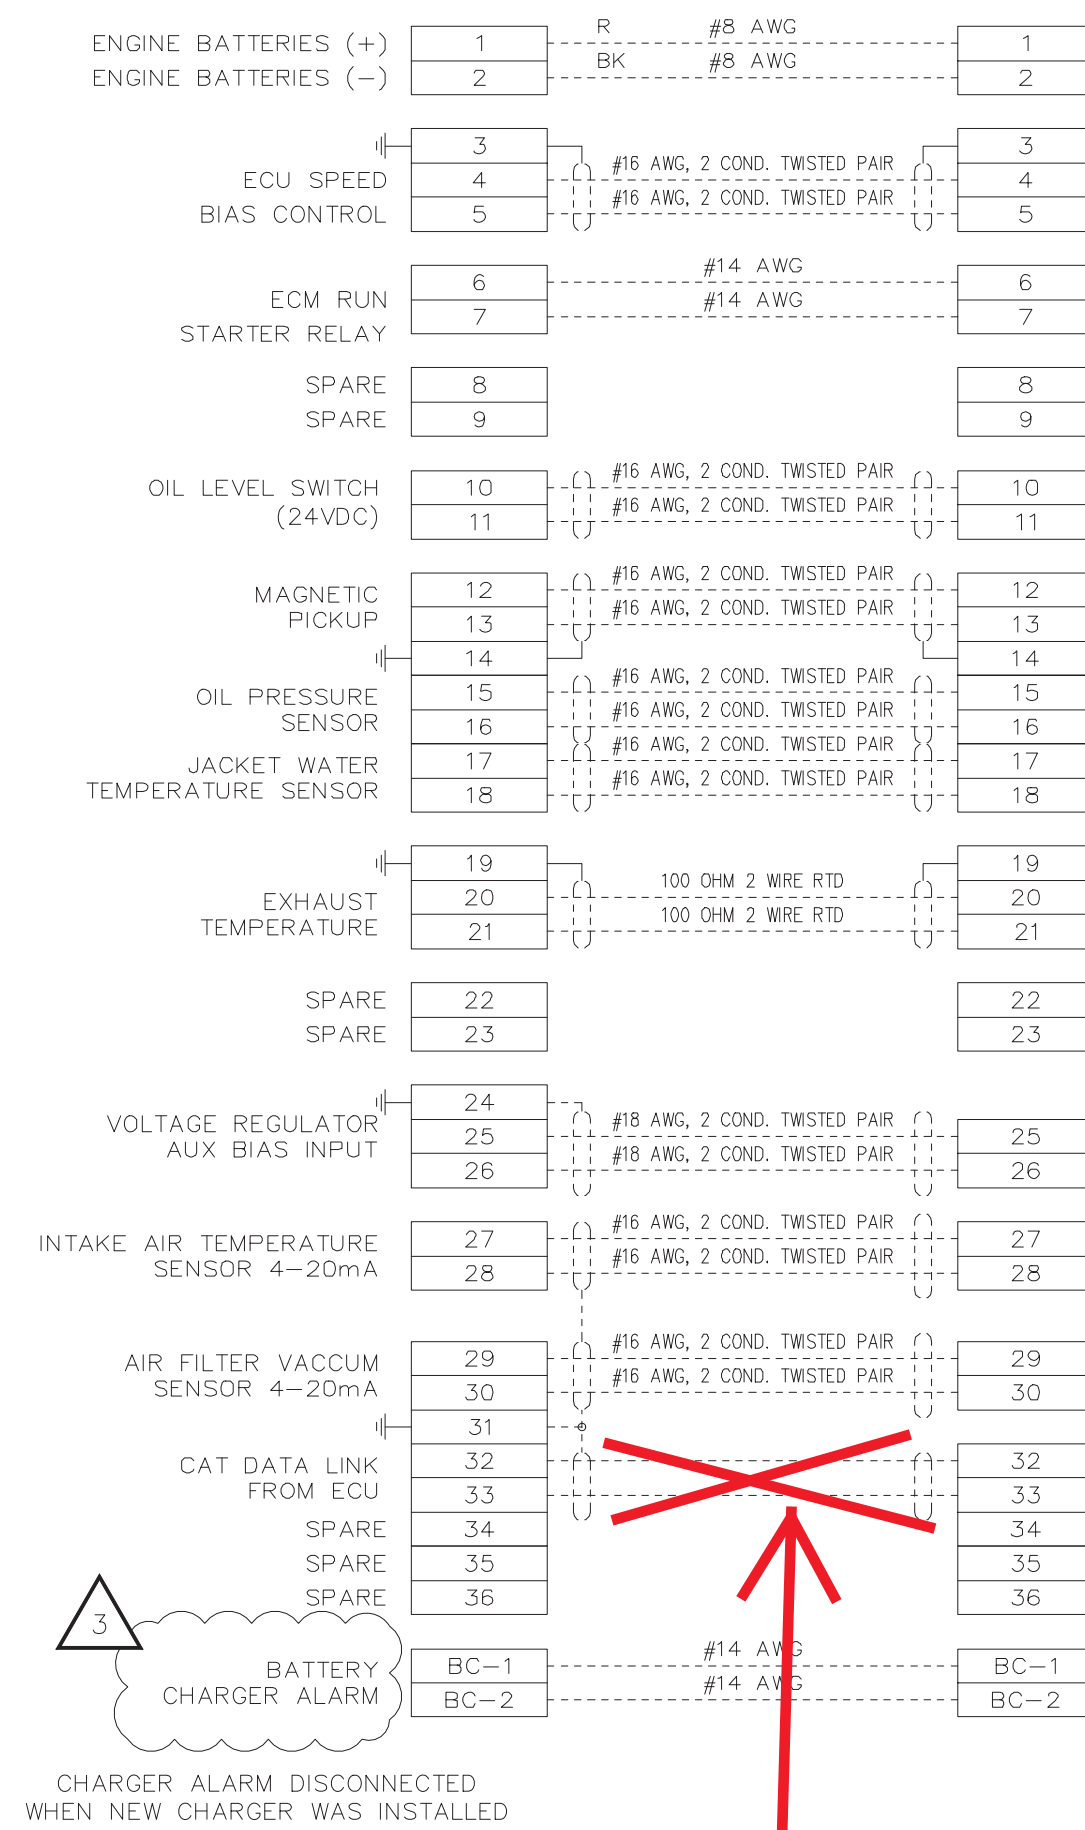 ENGINE BATTERIES (+) 1 R #8 AWG 1
ENGINE BATTERIES (-) 2 BK #8 AWG 2
3 3
ECU SPEED 4 #16 AWG, 2 COND. TWISTED PAIR 4
BIAS CONTROL 5 #16 AWG, 2 COND. TWISTED PAIR 5
ECM RUN 6 #14 AWG 6
STARTER RELAY 7 #14 AWG 7
SPARE 8 8
SPARE 9 9
OIL LEVEL SWITCH 10 #16 AWG, 2 COND. TWISTED PAIR 10
(24VDC) 11 #16 AWG, 2 COND. TWISTED PAIR 11
MAGNETIC 12 #16 AWG, 2 COND. TWISTED PAIR 12
PICKUP 13 #16 AWG, 2 COND. TWISTED PAIR 13
14 14
OIL PRESSURE 15 #16 AWG, 2 COND. TWISTED PAIR 15
SENSOR 16 #16 AWG, 2 COND. TWISTED PAIR 16
JACKET WATER 17 #16 AWG, 2 COND. TWISTED PAIR 17
TEMPERATURE SENSOR 18 #16 AWG, 2 COND. TWISTED PAIR 18
19 19
EXHAUST 20 100 OHM 2 WIRE RTD 20
TEMPERATURE 21 100 OHM 2 WIRE RTD 21
SPARE 22 22
SPARE 23 23
24
VOLTAGE REGULATOR 25 #18 AWG, 2 COND. TWISTED PAIR 25
AUX BIAS INPUT 26 #18 AWG, 2 COND. TWISTED PAIR 26
INTAKE AIR TEMPERATURE 27 #16 AWG, 2 COND. TWISTED PAIR 27
SENSOR 4-20mA 28 #16 AWG, 2 COND. TWISTED PAIR 28
AIR FILTER VACCUM 29 #16 AWG, 2 COND. TWISTED PAIR 29
SENSOR 4-20mA 30 #16 AWG, 2 COND. TWISTED PAIR 30
31
CAT DATA LINK 32 32
FROM ECU 33 33
SPARE 34 34
SPARE 35 35
SPARE 36 36
3
BATTERY BC-1 #14 AWG BC-1
CHARGER ALARM BC-2 #14 AWG BC-2
CHARGER ALARM DISCONNECTED
WHEN NEW CHARGER WAS INSTALLED